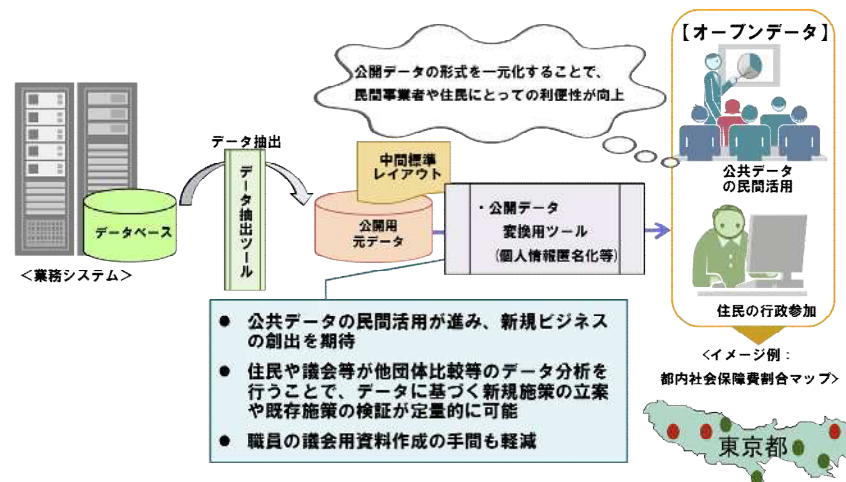 【オープンデータ】
公開データの形式を一元化することで、
民間事業者や住民にとっての利便性が向上
データ抽出
データ抽出ツール
中間標準
レイアウト
公共データ
の民間活用
データベース
公開用
元データ
・公開データ
変換用ツール
(個人情報匿名化等)
<業務システム>
住民の行政参加
● 公共データの民間活用が進み、新規ビジネス
の創出を期待
● 住民や議会等が他団体比較等のデータ分析を
行うことで、データに基づく新規施策の立案
や既存施策の検証が定量的に可能
● 職員の議会用資料作成の手間も軽減
<イメージ例:
都内社会保障費割合マップ>
東京都